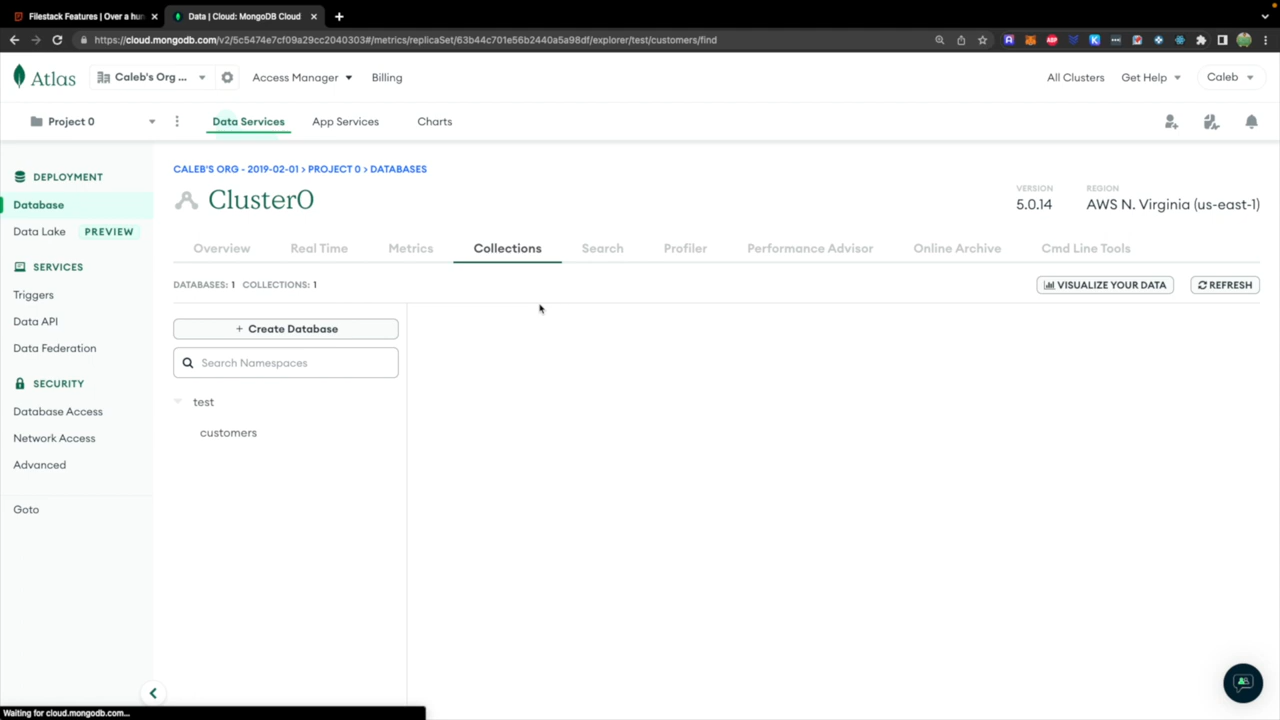 Filestack Features | Over a hun
Data | Cloud: MongoDB Cloud
https://cloud.mongodb.com/v2/5c5474e7cf09a29cc2040303#/metrics/replicaSet/63b44c701e56b2440a5a98df/explorer/test/customers/find
Atlas
Caleb's Org ...
Access Manager
Billing
All Clusters
Get Help
Caleb
Project 0
Data Services
App Services
Charts
DEPLOYMENT
Database
Data Lake PREVIEW
SERVICES
Triggers
Data API
Data Federation
SECURITY
Database Access
Network Access
Advanced
Goto
CALEB'S ORG - 2019-02-01 > PROJECT 0 > DATABASES
Cluster0
VERSION
5.0.14
REGION
AWS N. Virginia (us-east-1)
Overview
Real Time
Metrics
Collections
Search
Profiler
Performance Advisor
Online Archive
Cmd Line Tools
DATABASES: 1 COLLECTIONS: 1
VISUALIZE YOUR DATA
REFRESH
+ Create Database
Search Namespaces
test
customers
Waiting for cloud.mongodb.com...